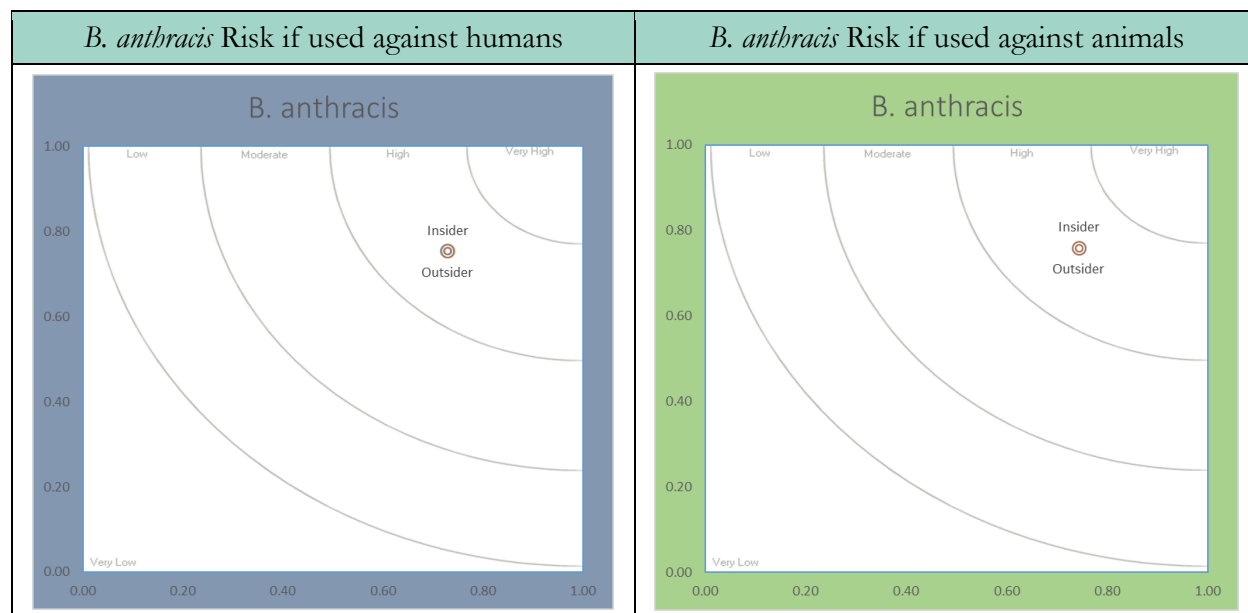 B. anthracis Risk if used against humans
B. anthracis Risk if used against animals
B. anthracis
1.00
Low
Moderate
High
Very High
0.80
Insider
Outsider
0.60
0.40
0.20
Very Low
0.00
0.00
0.20
0.40
0.60
0.80
1.00
B. anthracis
1.00
Low
Moderate
High
Very High
0.80
Insider
Outsider
0.60
0.40
0.20
Very Low
0.00
0.00
0.20
0.40
0.60
0.80
1.00